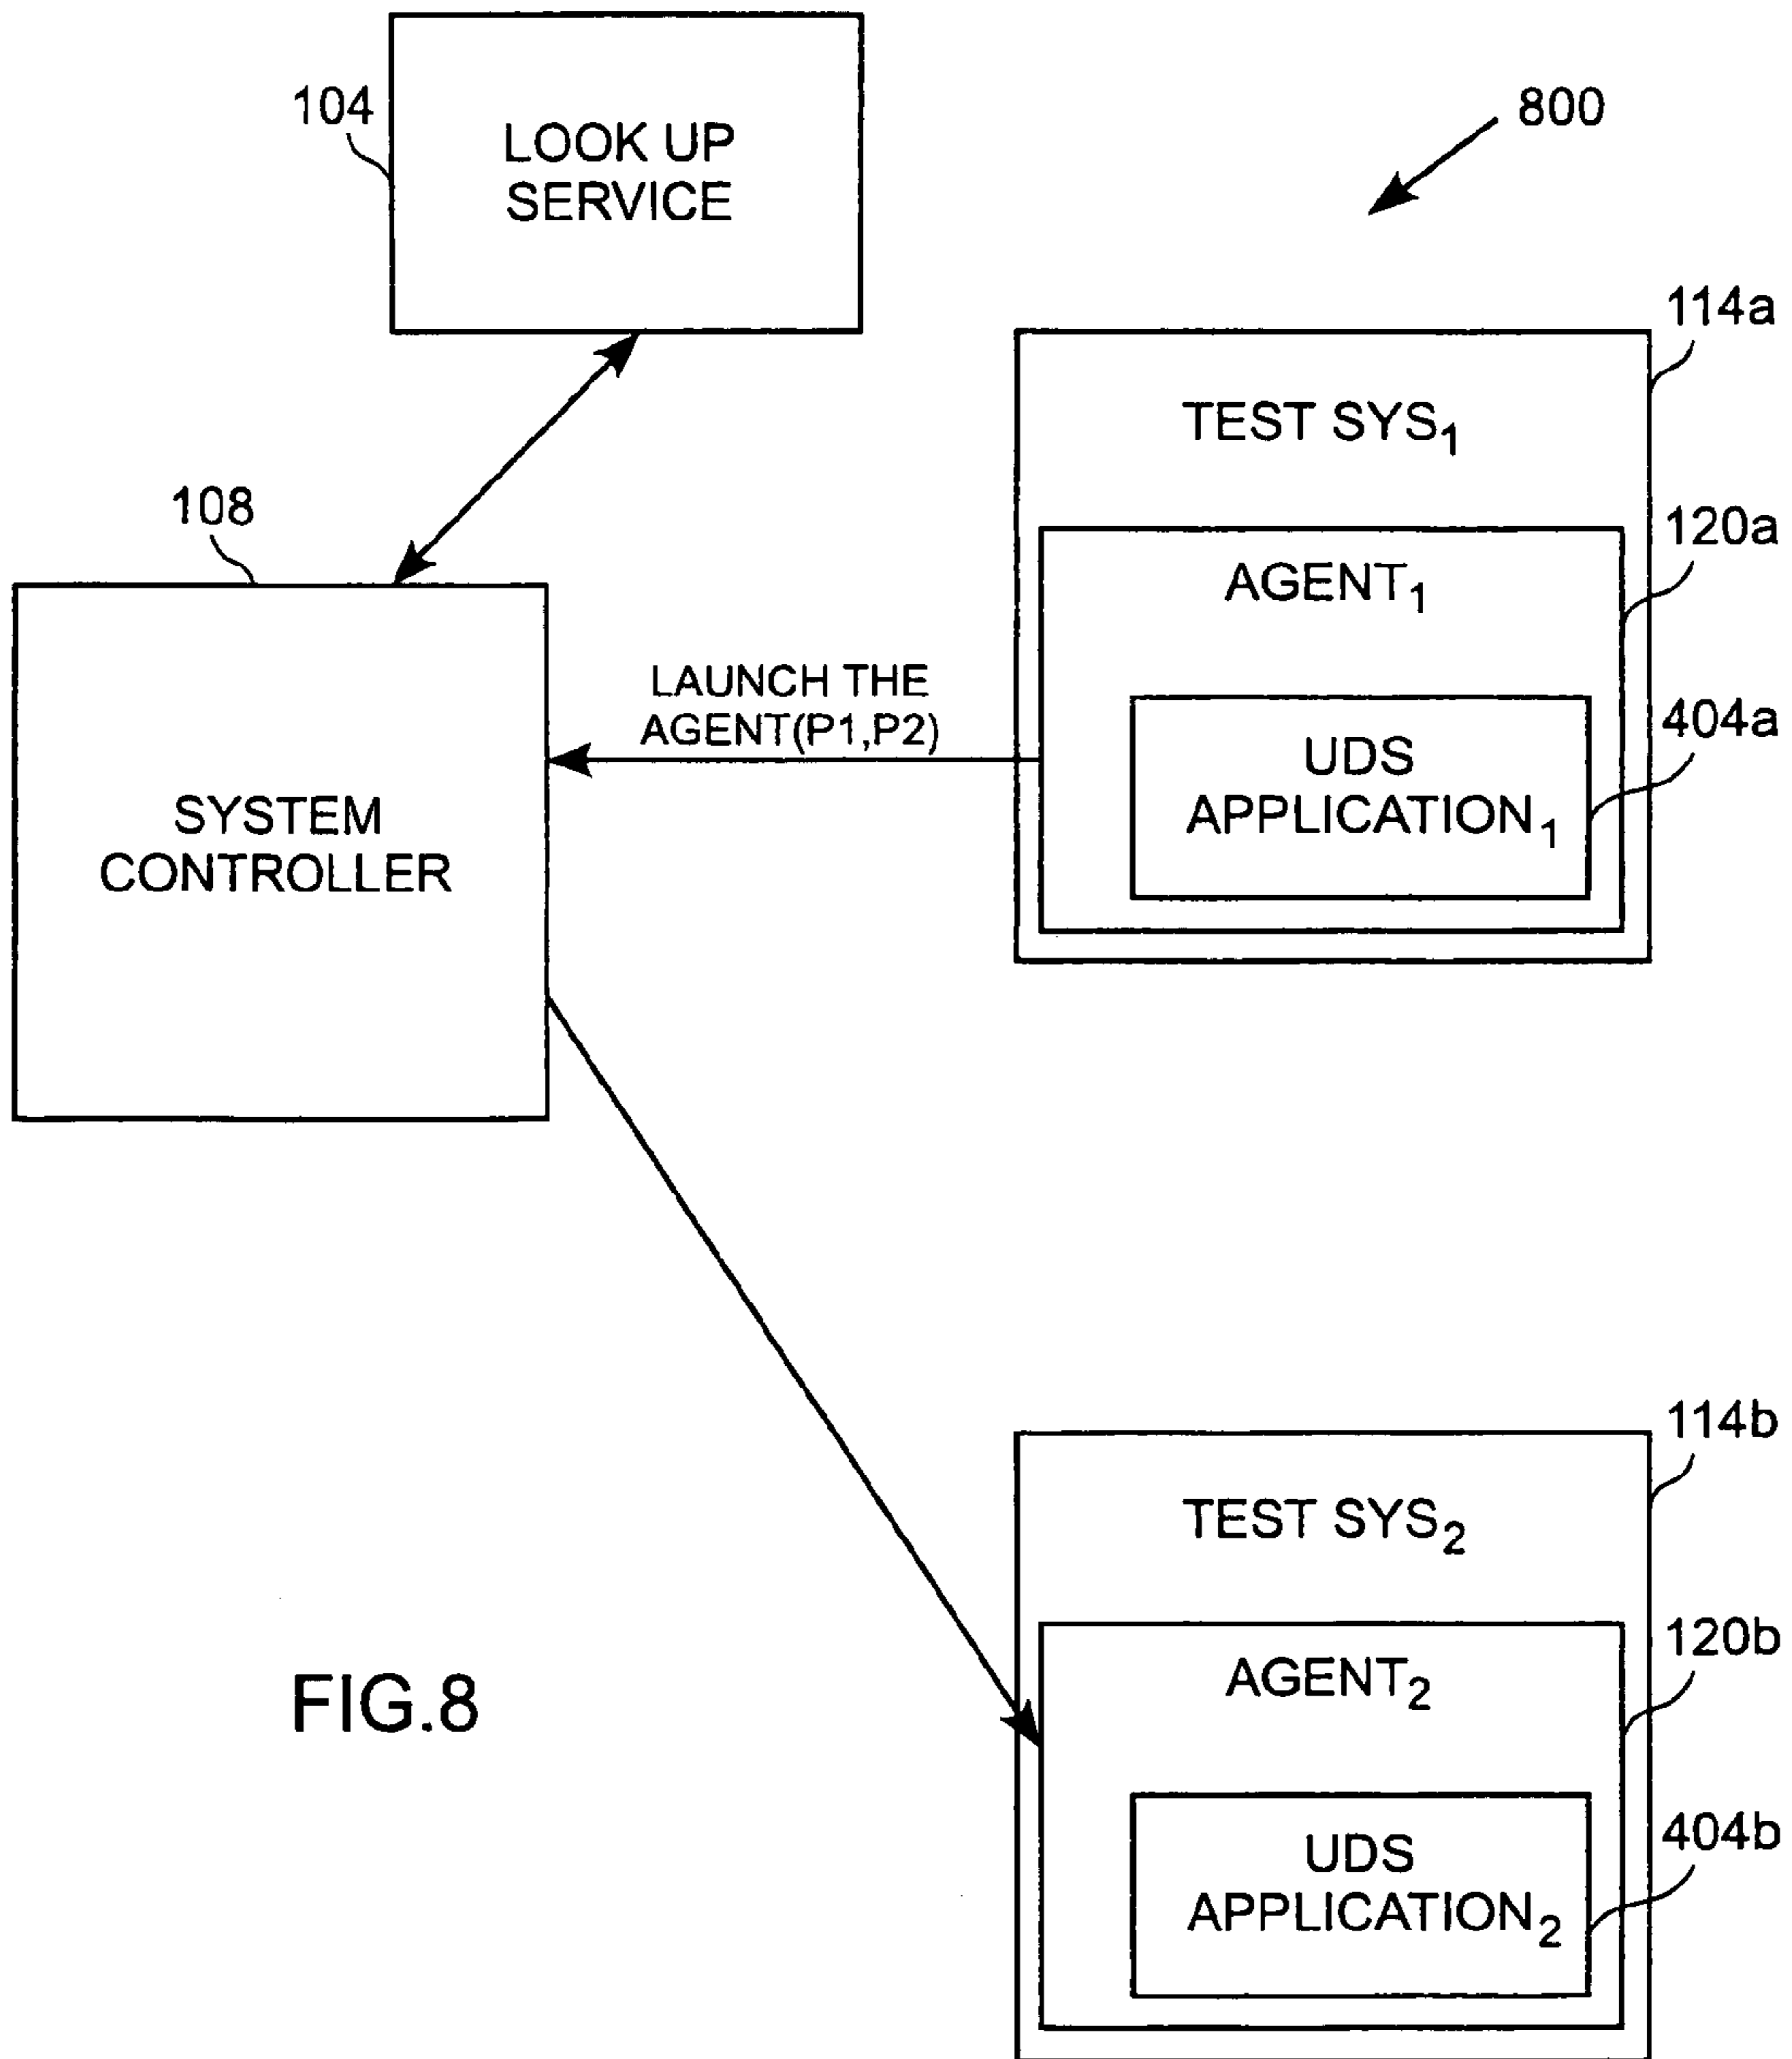 104
LOOK UP
SERVICE
800
114a
TEST SYS₁
108
120a
AGENT₁
LAUNCH THE
AGENT(P1,P2)
404a
UDS
APPLICATION₁
SYSTEM
CONTROLLER
114b
TEST SYS₂
120b
AGENT₂
FIG.8
404b
UDS
APPLICATION₂